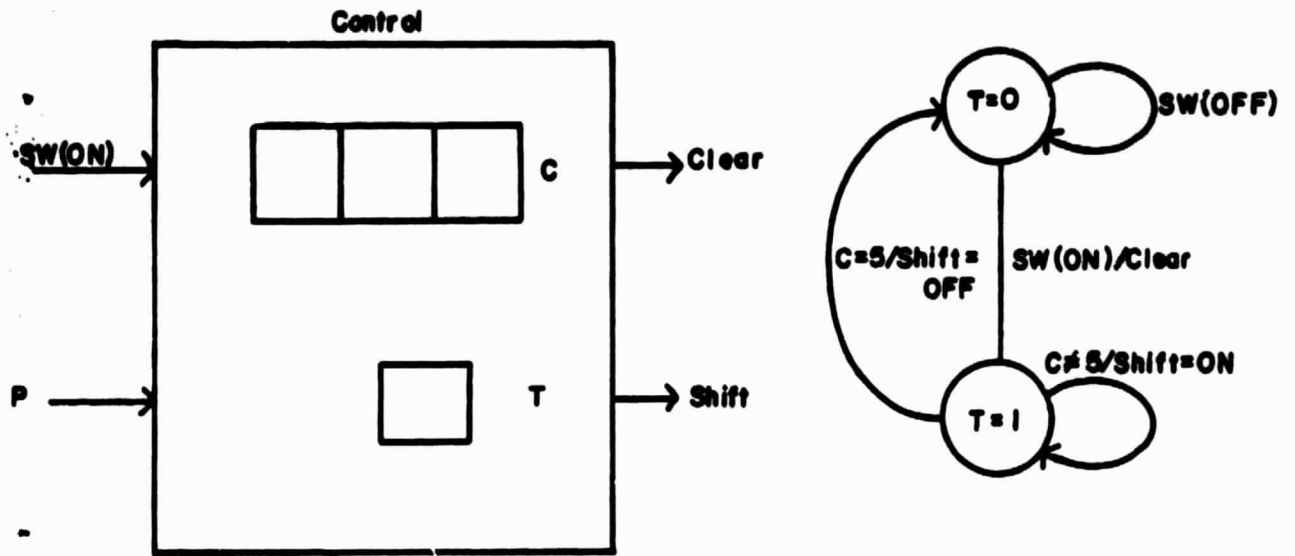 Control
SW(ON)
C
Clear
P
T
Shift
T=0
SW(OFF)
C=5/Shift=
OFF
SW(ON)/Clear
C≠5/Shift=ON
T=1